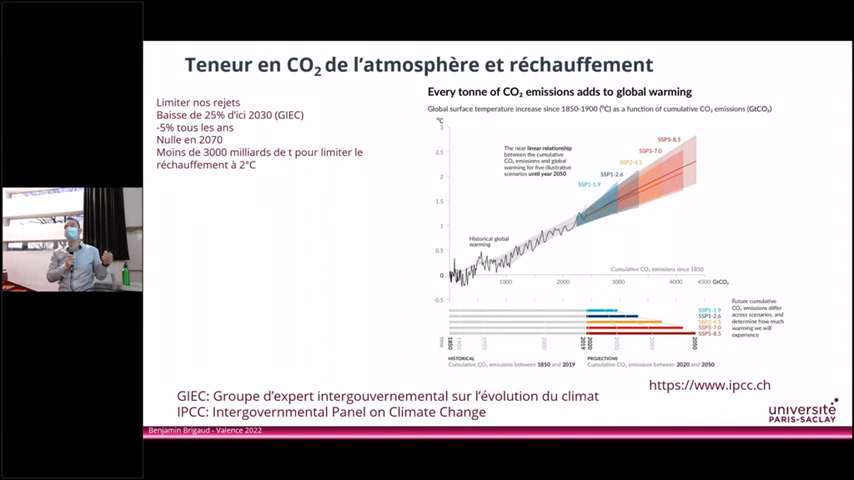 Teneur en CO₂ de l'atmosphère et réchauffement
Limiter nos rejets
Baisse de 25% d'ici 2030 (GIEC)
-5% tous les ans
Nulle en 2070
Moins de 3000 milliards de t pour limiter le
réchauffement à 2°C
Every tonne of CO₂ emissions adds to global warming
Global surface temperature increase since 1850-1900 (°C) as a function of cumulative CO₂ emissions (GtCO₂)
°C
3
2.5
2
1.5
1
0.5
0
-0.5
The near linear relationship
between the cumulative
CO₂ emissions and global
warming for five illustrative
scenarios until year 2050
SSP5-8.5
SSP3-7.0
SSP2-4.5
SSP1-2.6
SSP1-1.9
Historical global
warming
Cumulative CO₂ emissions since 1850
1000
2000
3000
4000
4500 GtCO₂
SSP1-1.9
SSP1-2.6
SSP2-4.5
SSP3-7.0
SSP5-8.5
Future cumulative
CO₂ emissions differ
across scenarios, and
determine how much
warming we will
experience
time
1850
1900
1950
2000
2019
2020
2030
2040
2050
HISTORICAL
Cumulative CO₂ emissions between 1850 and 2019
PROJECTIONS
Cumulative CO₂ emissions between 2020 and 2050
https://www.ipcc.ch
GIEC: Groupe d'expert intergouvernemental sur l'évolution du climat
IPCC: Intergovernmental Panel on Climate Change
université
PARIS-SACLAY
Benjamin Brigaud - Valence 2022